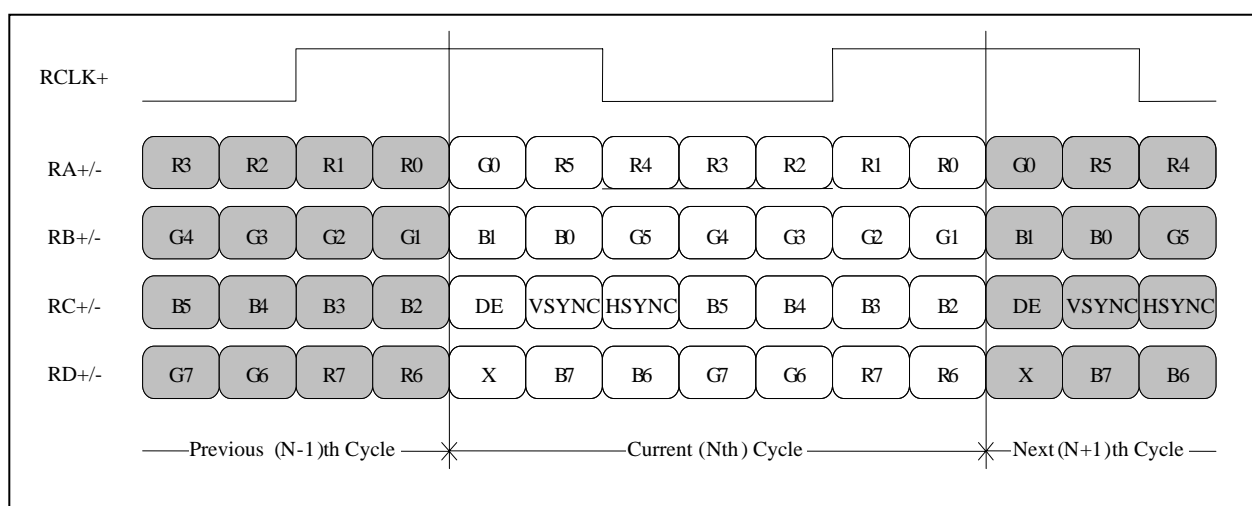 RCLK+
RA+/- R3 R2 R1 R0 G0 R5 R4 R3 R2 R1 R0 G0 R5 R4
RB+/- G4 G3 G2 G1 B1 B0 G5 G4 G3 G2 G1 B1 B0 G5
RC+/- B5 B4 B3 B2 DE VSYNC HSYNC B5 B4 B3 B2 DE VSYNC HSYNC
RD+/- G7 G6 R7 R6 X B7 B6 G7 G6 R7 R6 X B7 B6
Previous (N-1)th Cycle Current (Nth) Cycle Next (N+1)th Cycle